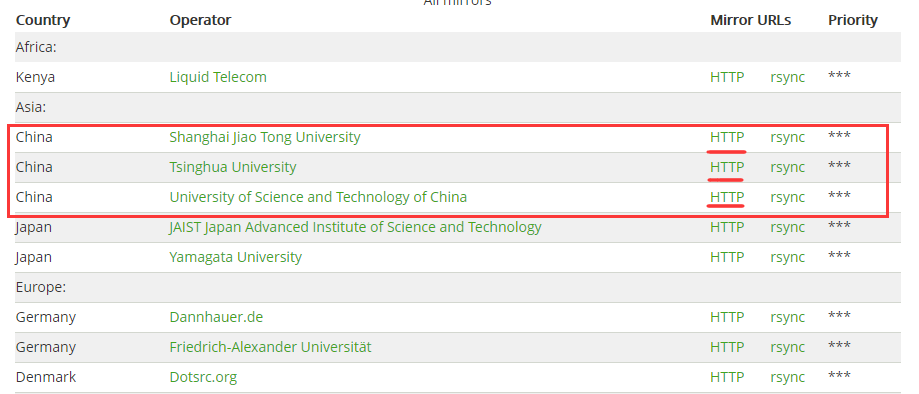 All mirrors
Country Operator Mirror URLs Priority
Africa:
Kenya Liquid Telecom HTTP rsync ***
Asia:
China Shanghai Jiao Tong University HTTP rsync ***
China Tsinghua University HTTP rsync ***
China University of Science and Technology of China HTTP rsync ***
Japan JAIST Japan Advanced Institute of Science and Technology HTTP rsync ***
Japan Yamagata University HTTP rsync ***
Europe:
Germany Dannhauer.de HTTP rsync ***
Germany Friedrich-Alexander Universität HTTP rsync ***
Denmark Dotsrc.org HTTP rsync ***